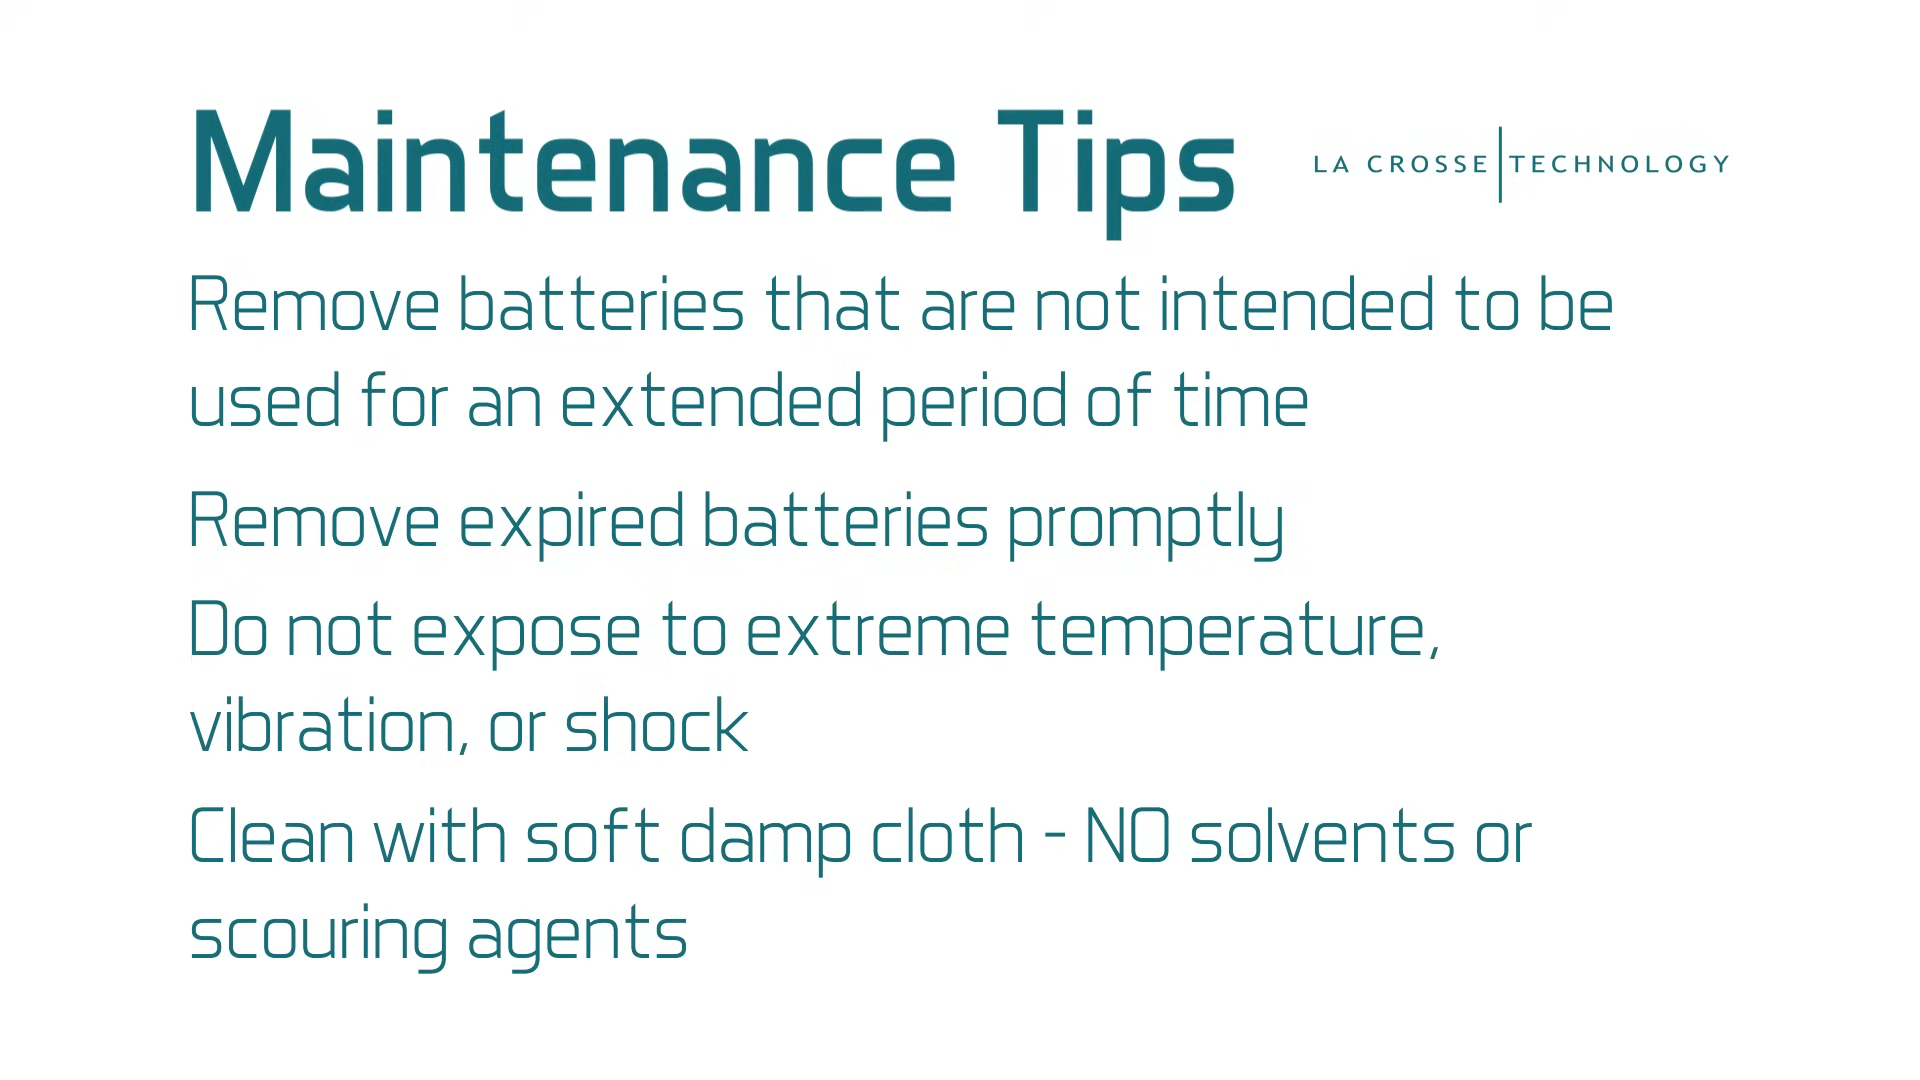 Maintenance Tips
LA CROSSE TECHNOLOGY
Remove batteries that are not intended to be
used for an extended period of time
Remove expired batteries promptly
Do not expose to extreme temperature,
vibration, or shock
Clean with soft damp cloth - NO solvents or
scouring agents